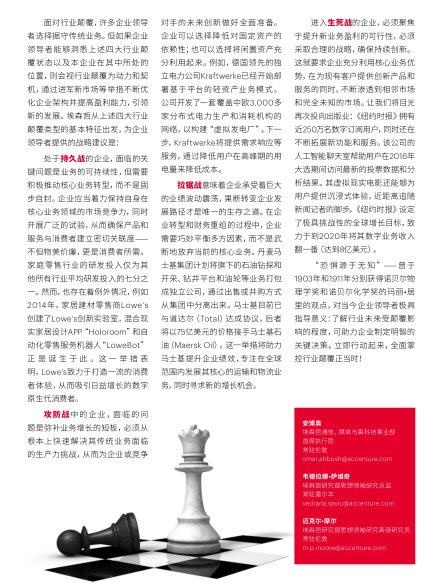 面对行业颠覆，许多企业领导
者选择固守传统业务。但如果企业
领导者能够洞悉上述四大行业颠
覆状态以及本企业在其中所处的
位置，则会视行业颠覆为动力和契
机，通过进军新市场等举措不断优
化企业架构并提高盈利能力，引领
新的发展。埃森哲从上述四大行业
颠覆类型的基本特征出发，为企业
领导者提供的战略建议是：
处于持久战的企业，面临的关
键问题是业务的可持续性，但需要
积极推动核心业务转型，而不是固
步自封。企业应当着力保持自身在
核心业务领域的市场竞争力，同时
开展广泛的试验，从而确保产品和
服务与消费者建立密切关联度——
不但物美价廉，更是消费者所需。
家庭零售行业的研发投入仅为其
他所有行业平均研发投入的七分之
一。然而，也存在着例外情况，例如
2014年，家居建材零售商Lowe's
创建了Lowe's创新实验室，混合现
实家居设计APP“Holoroom”和自
动化零售服务机器人“LoweBot”
正是诞生于此。这一举措表
明，Lowe's致力于打造一流的消费
者体验，从而吸引日益增长的数字
原生代消费者。
攻防战中的企业，面临的问
题是弥补业务增长的短板，必须从
根本上快速解决其传统业务面临
的生产力挑战，从而为企业或竞争
对手的未来创新做好全面准备。
企业可以选择降低对固定资产的
依赖性；也可以选择将闲置资产充
分利用起来。例如，德国领先的独
立电力公司Kraftwerke已经开始部
署基于平台的轻资产业务模式。
公司开发了一套覆盖中欧3,000多
家分布式电力生产和消耗机构的
网络，以构建“虚拟发电厂”。下一
步，Kraftwerke将提供需求响应等
服务，通过降低用户在高峰期的用
电量来降低成本。
拉锯战意味着企业承受着巨大
的业绩波动震荡，果断转变企业发
展路径才是唯一的生存之道。在企
业转型和财务重组的过程中，企业
需要巧妙平衡多方因素，而不是武
断地放弃当前的核心业务。丹麦马
士基集团计划将旗下的石油钻探和
开采、钻井平台和油轮等业务打包
成独立公司，通过出售或并购方式
从集团中分离出来。马士基目前已
与道达尔（Total）达成协议，后者
将以75亿美元的价格接手马士基石
油（Maersk Oil）。这一举措将助力
马士基提升企业绩效，专注在全球
范围内发展其核心的运输和物流业
务，同时寻求新的增长机会。
进入生死战的企业，必须聚焦
于提升新业务盈利的可行性，必须
采取合理的战略，确保持续创新。
这就要求企业充分利用核心业务优
势，在为现有客户提供创新产品和
服务的同时，不断渗透到相邻市场
和完全未知的市场。让我们将目光
再次投向出版业：《纽约时报》拥有
近250万名数字订阅用户，同时还在
不断拓展新功能和服务。该公司的
人工智能聊天室帮助用户在2016年
大选期间访问最新的投票数据和分
析结果。其虚拟现实电影还能够为
用户提供沉浸式体验，近距离追随
新闻记者的脚步。《纽约时报》设定
了极具挑战性的全球增长目标，致
力于到2020年将其数字业务收入
翻一番（达到8亿美元）。
“恐惧源于无知”——曾于
1903年和1911年分别获得诺贝尔物
理学奖和诺贝尔化学奖的玛丽•居
里的观点，对当今企业领导者极具
指导意义：了解行业未来受颠覆影
响的程度，可助力企业制定明智的
关键决策。立即行动起来，全面掌
控行业颠覆正当时！
安博奥
埃森哲通信、媒体与高科技事业部
首席执行官
常驻伦敦
omar.abbosh@accenture.com
韦德拉娜•萨维奇
埃森哲研究部思想领袖研究总监
常驻墨尔本
vedrana.savic@accenture.com
迈克尔•摩尔
埃森哲研究部思想领袖研究高级研究员
常驻伦敦
m.p.moore@accenture.com